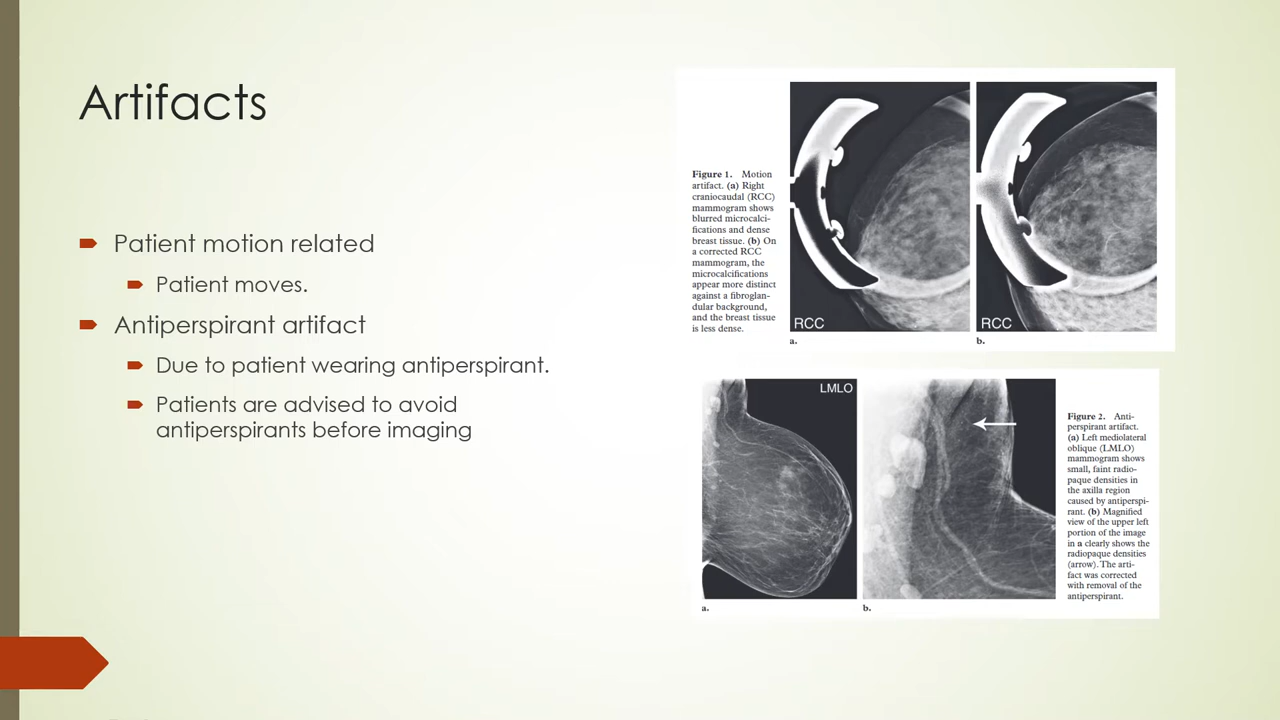 Artifacts
Patient motion related
Patient moves.
Antiperspirant artifact
Due to patient wearing antiperspirant.
Patients are advised to avoid
antiperspirants before imaging
Figure 1. Motion
artifact. (a) Right
craniocaudal (RCC)
mammogram shows
blurred microcalci-
fications and dense
breast tissue. (b) On
a corrected RCC
mammogram, the
microcalcifications
appear more distinct
against a fibroglan-
dular background,
and the breast tissue
is less dense.
RCC
RCC
a.
b.
LMLO
a.
b.
Figure 2. Anti-
perspirant artifact.
(a) Left mediolateral
oblique (LMLO)
mammogram shows
small, faint radio-
paque densities in
the axilla region
caused by antiperspi-
rant. (b) Magnified
view of the upper left
portion of the image
in a clearly shows the
radiopaque densities
(arrow). The arti-
fact was corrected
with removal of the
antiperspirant.